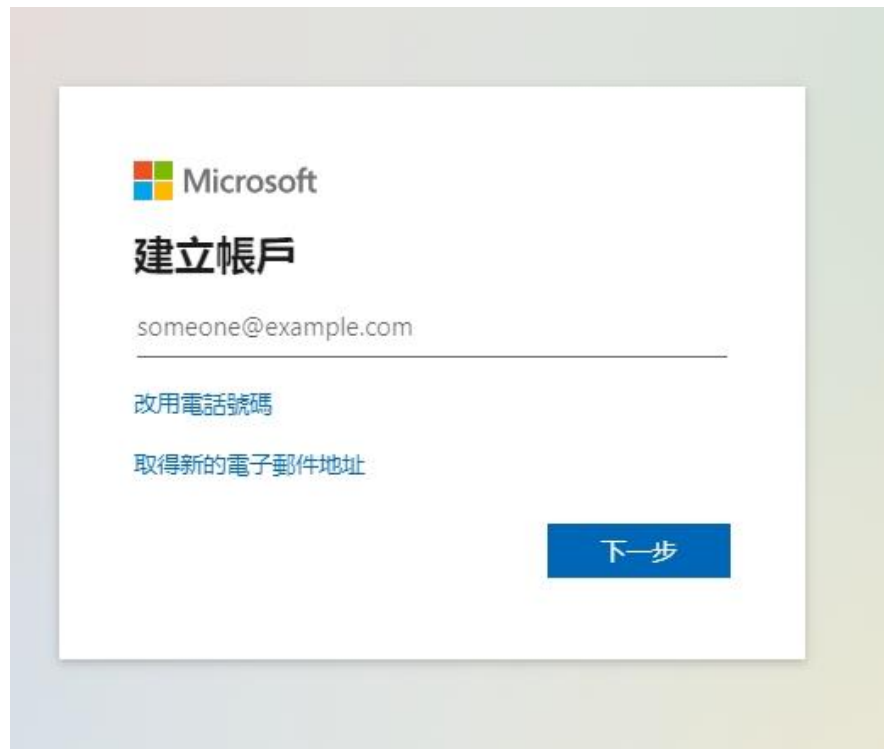 Microsoft
建立帳戶
someone@example.com
改用電話號碼
取得新的電子郵件地址
下一步